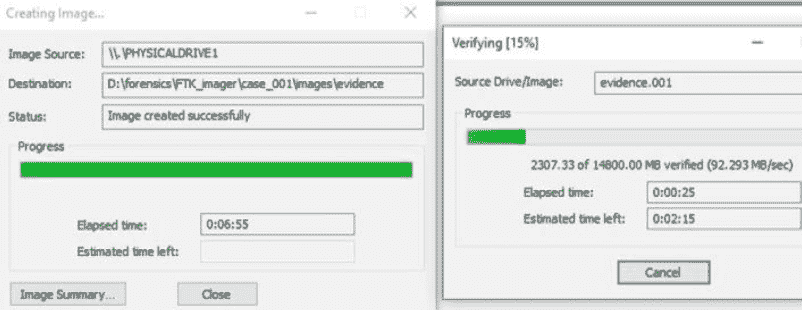 Creating Image...
Image Source: \\.\PHYSICALDRIVE1
Destination: D:\forensics\FTK_imager\case_001\images\evidence
Status: Image created successfully
Progress
Elapsed time: 0:06:55
Estimated time left:
Image Summary... Close
Verifying [15%]
Source Drive/Image: evidence.001
Progress
2307.33 of 14800.00 MB verified (92.293 MB/sec)
Elapsed time: 0:00:25
Estimated time left: 0:02:15
Cancel